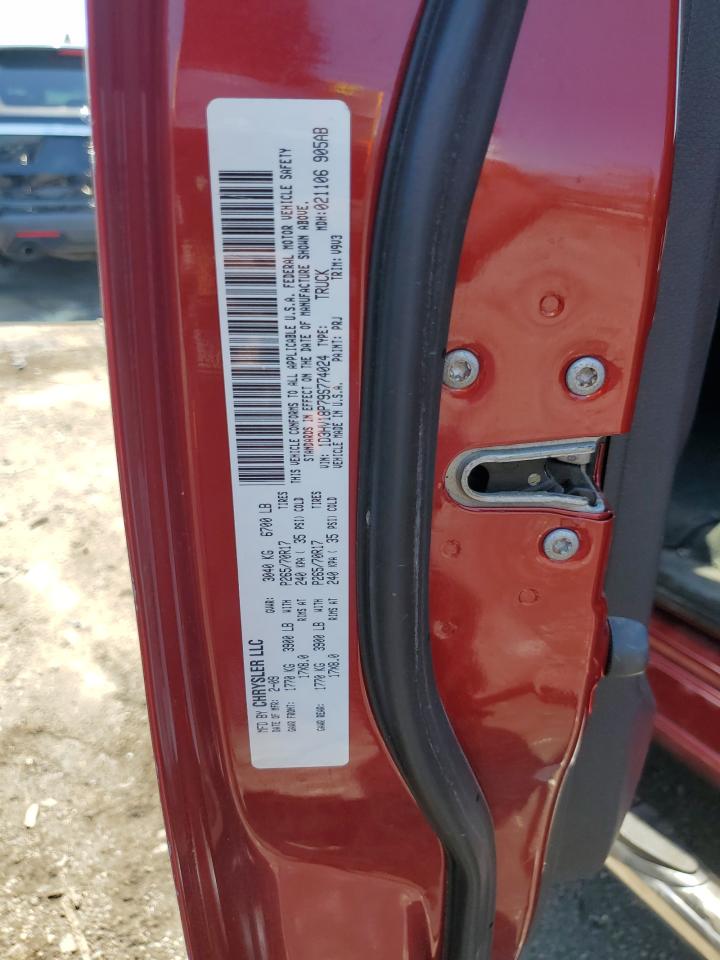 MFD BY CHRYSLER LLC
DATE OF MFR: 2-09 GVWR: 3040 KG 6700 LB
GAWR FRONT: WITH TIRES
1770 KG 3900 LB P265/70R17
RIMS AT
17X8.0 240 KPA ( 35 PSI) COLD
GAWR REAR: WITH TIRES
1770 KG 3900 LB P265/70R17
RIMS AT
17X8.0 240 KPA ( 35 PSI) COLD
THIS VEHICLE CONFORMS TO ALL APPLICABLE U.S.A. FEDERAL MOTOR VEHICLE SAFETY
STANDARDS IN EFFECT ON THE DATE OF MANUFACTURE SHOWN ABOVE.
VIN: 1D3HV18P79S774024 TYPE: TRUCK MDH:021106 905AB
VEHICLE MADE IN U.S.A. PAINT: PRJ TRIM: V9V3